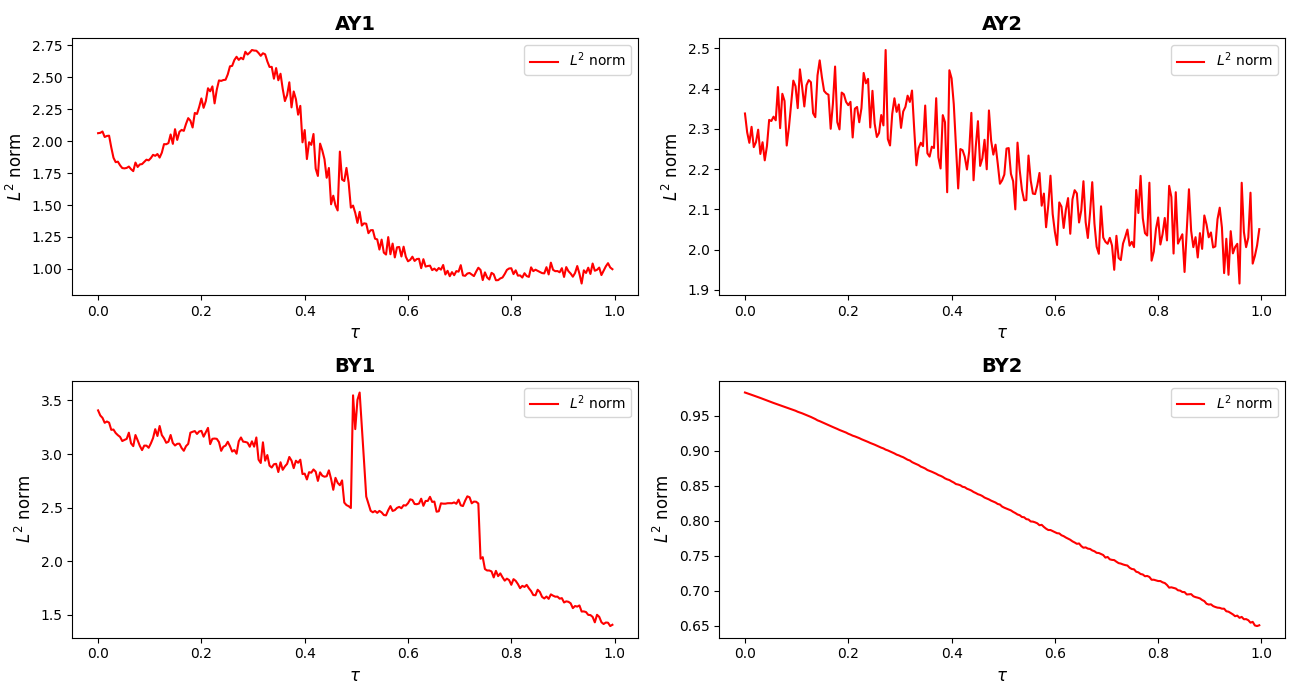 AY1
L² norm
2.75
2.50
2.25
2.00
1.75
1.50
1.25
1.00
L² norm
0.0 0.2 0.4 0.6 0.8 1.0
τ
AY2
L² norm
2.5
2.4
2.3
2.2
2.1
2.0
1.9
L² norm
0.0 0.2 0.4 0.6 0.8 1.0
τ
BY1
L² norm
3.5
3.0
2.5
2.0
1.5
L² norm
0.0 0.2 0.4 0.6 0.8 1.0
τ
BY2
L² norm
0.95
0.90
0.85
0.80
0.75
0.70
0.65
L² norm
0.0 0.2 0.4 0.6 0.8 1.0
τ